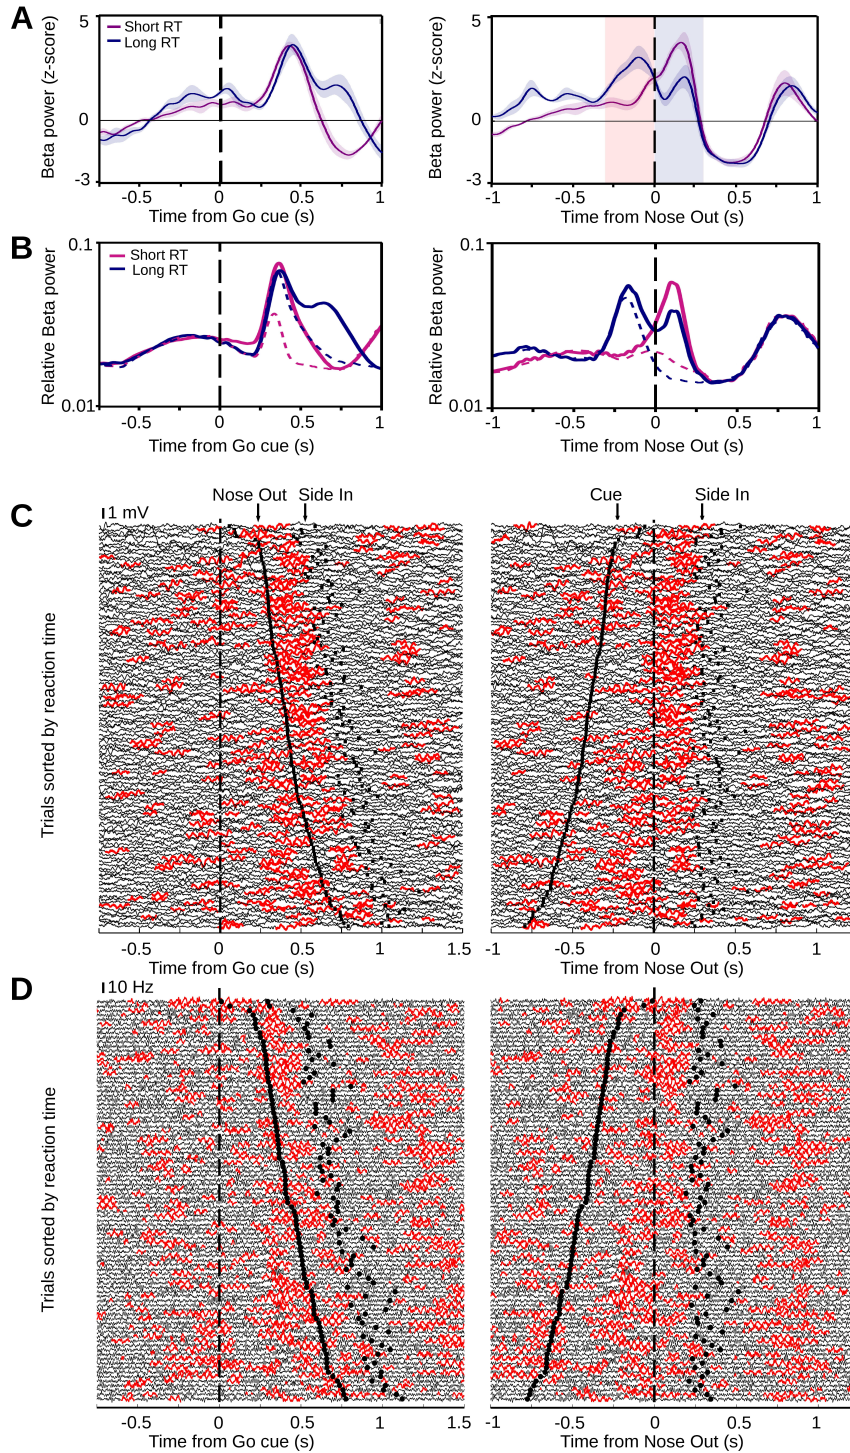 A
5
0
-3
Beta power (z-score)
Short RT
Long RT
-0.5
0
0.5
1
Time from Go cue (s)
5
0
-3
Beta power (z-score)
-1
-0.5
0
0.5
1
Time from Nose Out (s)
B
0.1
0.01
Relative Beta power
Short RT
Long RT
-0.5
0
0.5
1
Time from Go cue (s)
0.1
0.01
Relative Beta power
-1
-0.5
0
0.5
1
Time from Nose Out (s)
C
1 mV
Nose Out
Side In
Trials sorted by reaction time
-0.5
0
0.5
1
1.5
Time from Go cue (s)
Cue
Side In
-1
-0.5
0
0.5
1
Time from Nose Out (s)
D
10 Hz
Trials sorted by reaction time
-0.5
0
0.5
1
1.5
Time from Go cue (s)
-1
-0.5
0
0.5
1
Time from Nose Out (s)